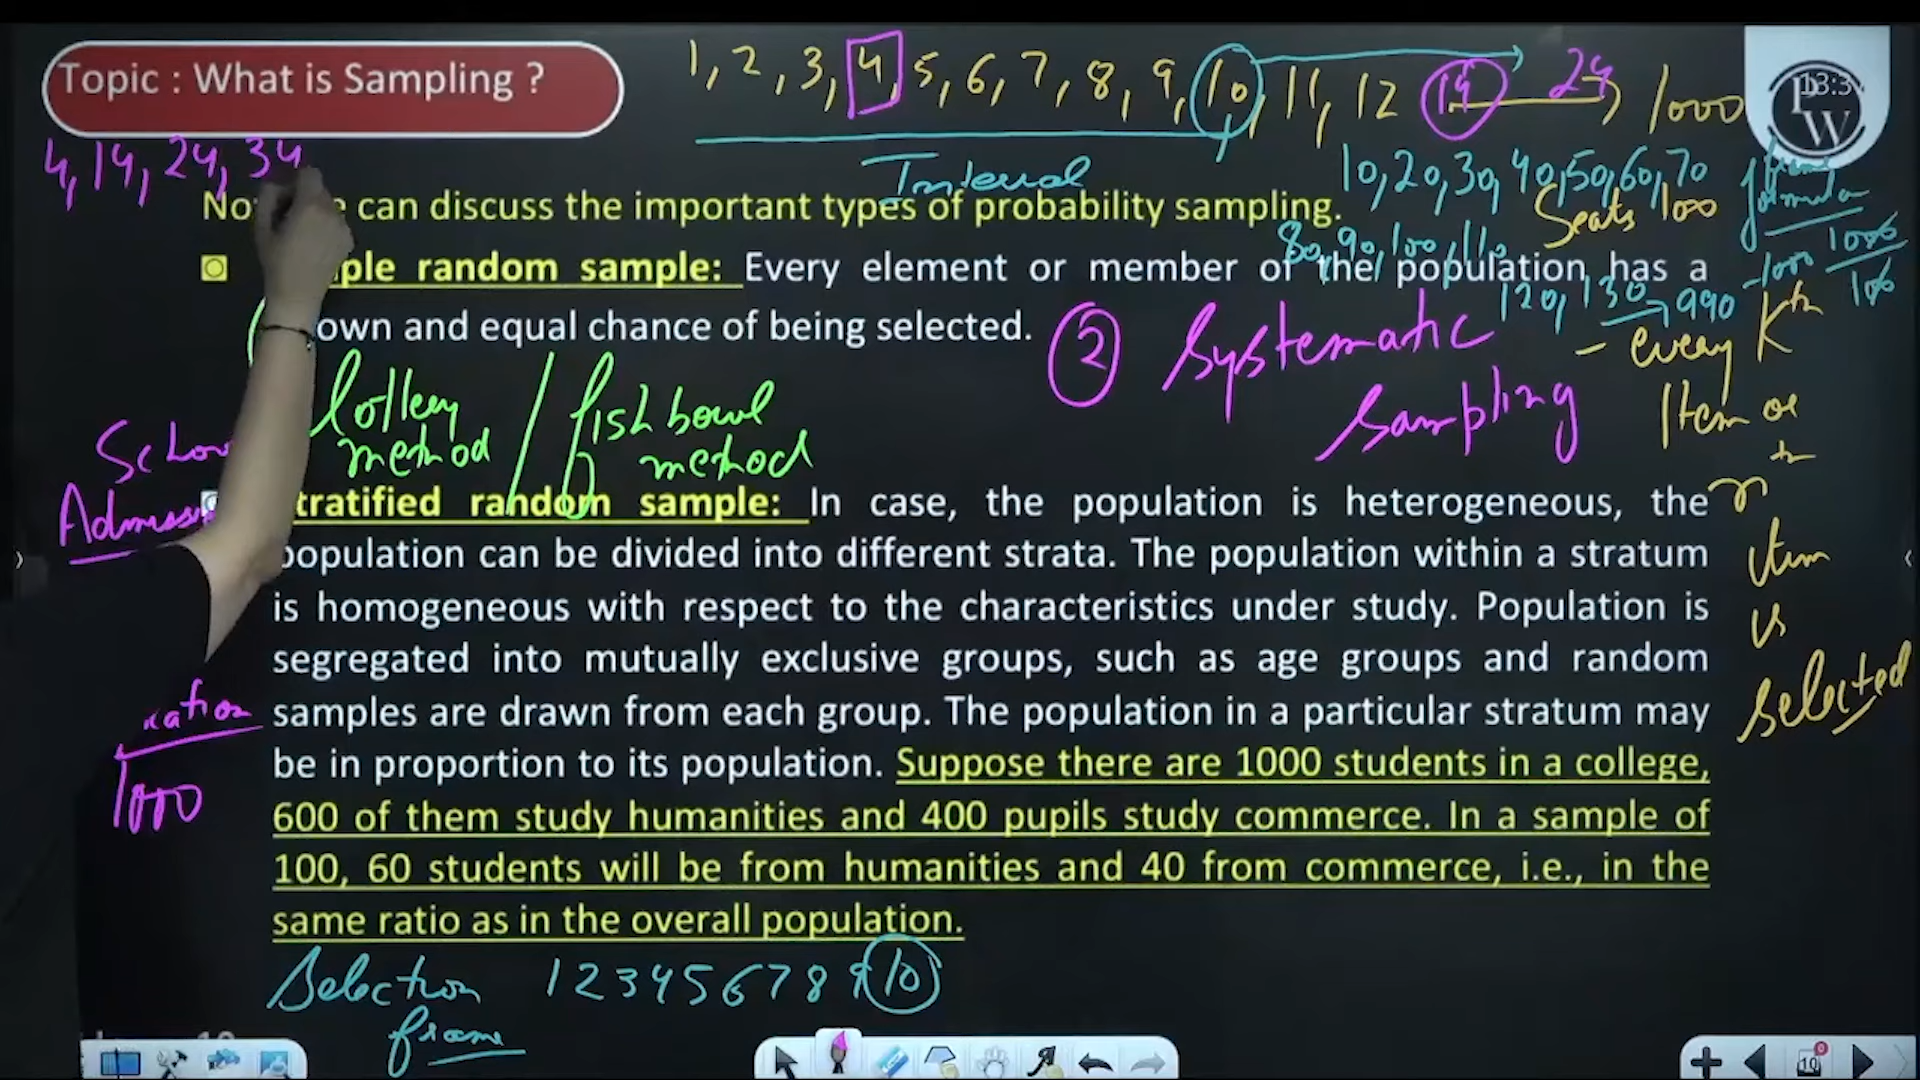 Topic : What is Sampling ?
1, 2, 3, 4, 5, 6, 7, 8, 9, 10, 11, 12 14 24 1000
13:3
PW
4, 14, 24, 34
Interval
10, 20, 30, 40, 50, 60, 70
formula
can discuss the important types of probability sampling.
Seats 100
80, 90, 100, 110
1000
100
ple random sample: Every element or member of the population has a
120, 130 990
1000
own and equal chance of being selected.
2 Systematic Sampling
- every Kth
Item or
nth
item
is
selected
lottery method / fish bowl method
School
Admission
tratified random sample: In case, the population is heterogeneous, the
population can be divided into different strata. The population within a stratum
is homogeneous with respect to the characteristics under study. Population is
segregated into mutually exclusive groups, such as age groups and random
samples are drawn from each group. The population in a particular stratum may
be in proportion to its population. Suppose there are 1000 students in a college,
600 of them study humanities and 400 pupils study commerce. In a sample of
100, 60 students will be from humanities and 40 from commerce, i.e., in the
same ratio as in the overall population.
cation
1000
Selection 1 2 3 4 5 6 7 8 9 10
frame
10